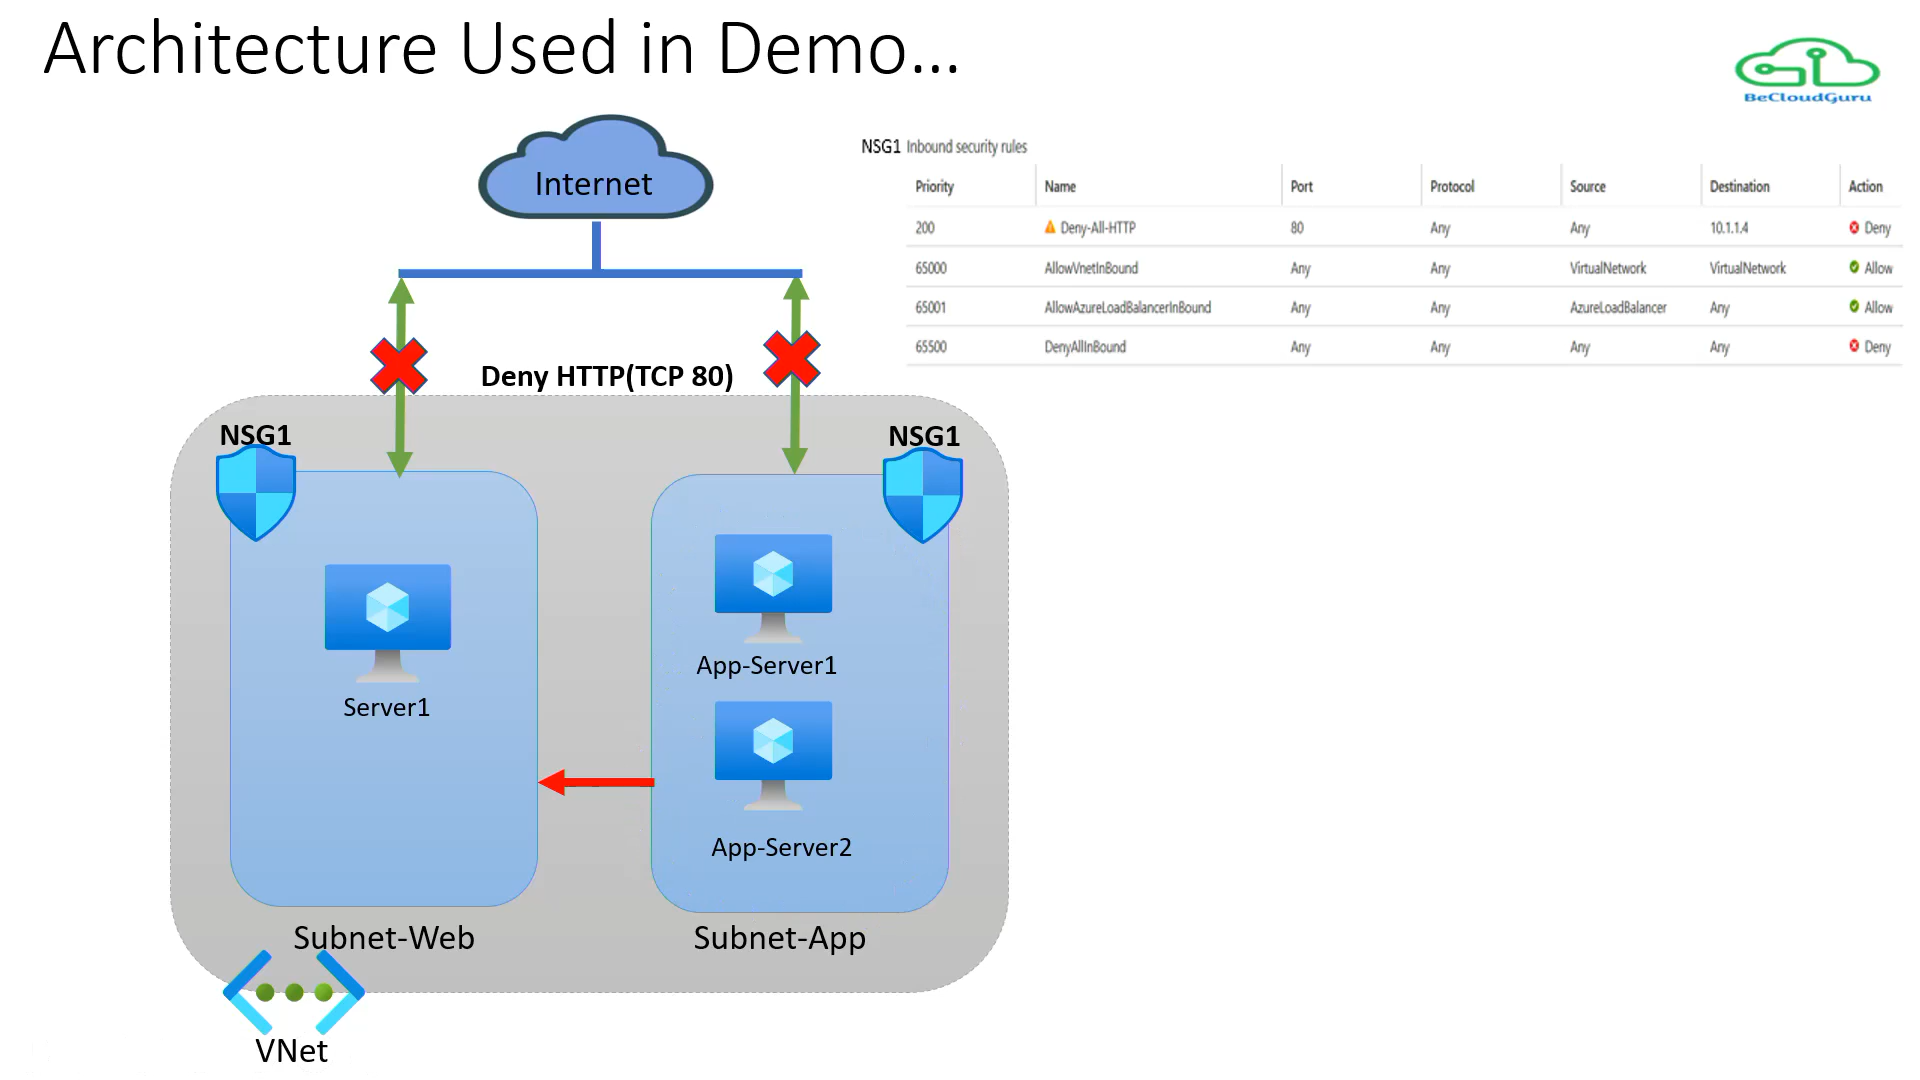 Architecture Used in Demo...
BeCloudGuru
Internet
NSG1 Inbound security rules
Priority Name Port Protocol Source Destination Action
200 Deny-All-HTTP 80 Any Any 10.1.1.4 Deny
65000 AllowVnetInBound Any Any VirtualNetwork VirtualNetwork Allow
65001 AllowAzureLoadBalancerInBound Any Any AzureLoadBalancer Any Allow
65500 DenyAllInBound Any Any Any Any Deny
Deny HTTP(TCP 80)
NSG1
NSG1
Server1
App-Server1
App-Server2
Subnet-Web
Subnet-App
VNet